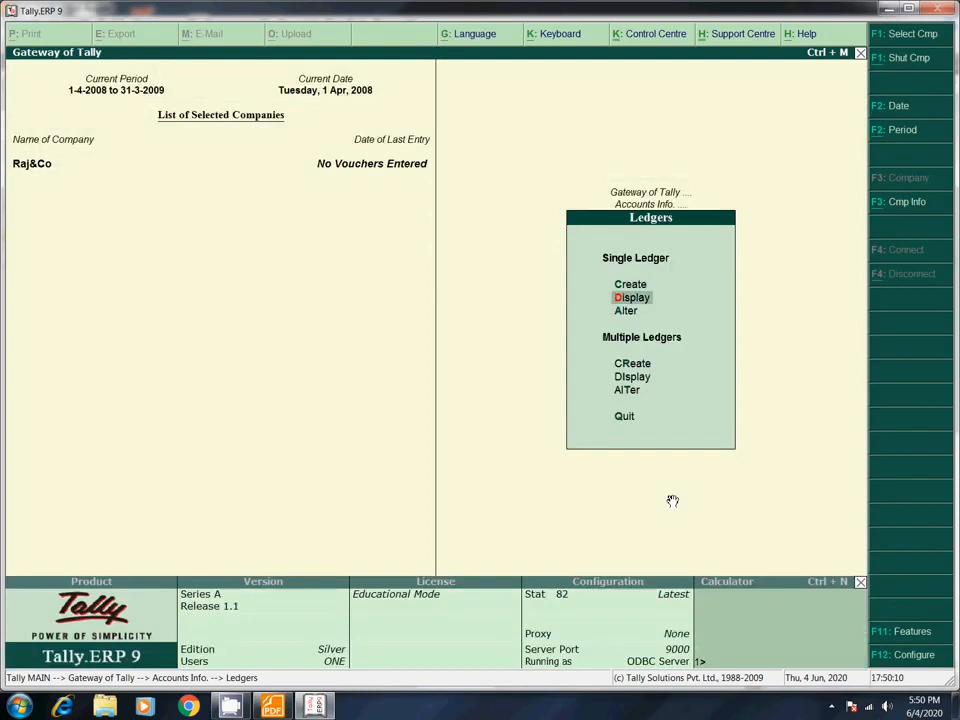 Tally.ERP 9
P: Print
E: Export
M: E-Mail
O: Upload
G: Language
K: Keyboard
K: Control Centre
H: Support Centre
H: Help
Gateway of Tally
Ctrl + M
Current Period
1-4-2008 to 31-3-2009
Current Date
Tuesday, 1 Apr, 2008
List of Selected Companies
Name of Company
Date of Last Entry
Raj&Co
No Vouchers Entered
Gateway of Tally ....
Accounts Info. ....
Ledgers
Single Ledger
Create
Display
Alter
Multiple Ledgers
CReate
DIsplay
AlTer
Quit
F1: Select Cmp
F1: Shut Cmp
F2: Date
F2: Period
F3: Company
F3: Cmp Info
F4: Connect
F4: Disconnect
F11: Features
F12: Configure
Product
Tally
POWER OF SIMPLICITY
Tally.ERP 9
Version
Series A
Release 1.1
Edition Silver
Users ONE
License
Educational Mode
Configuration
Stat 82 Latest
Proxy None
Server Port 9000
Running as ODBC Server
Calculator
Ctrl + N
1>
Tally MAIN --> Gateway of Tally --> Accounts Info. --> Ledgers
(c) Tally Solutions Pvt. Ltd., 1988-2009
Thu, 4 Jun, 2020
17:50:10
5:50 PM
6/4/2020